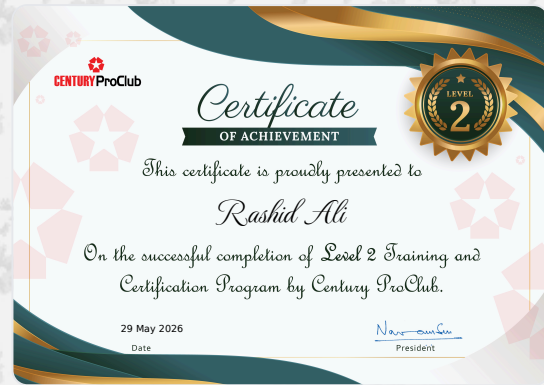 CENTURY ProClub
LEVEL
2
Certificate
OF ACHIEVEMENT
This certificate is proudly presented to
Rashid Ali
On the successful completion of Level 2 Training and
Certification Program by Century ProClub.
29 May 2026
Date
President